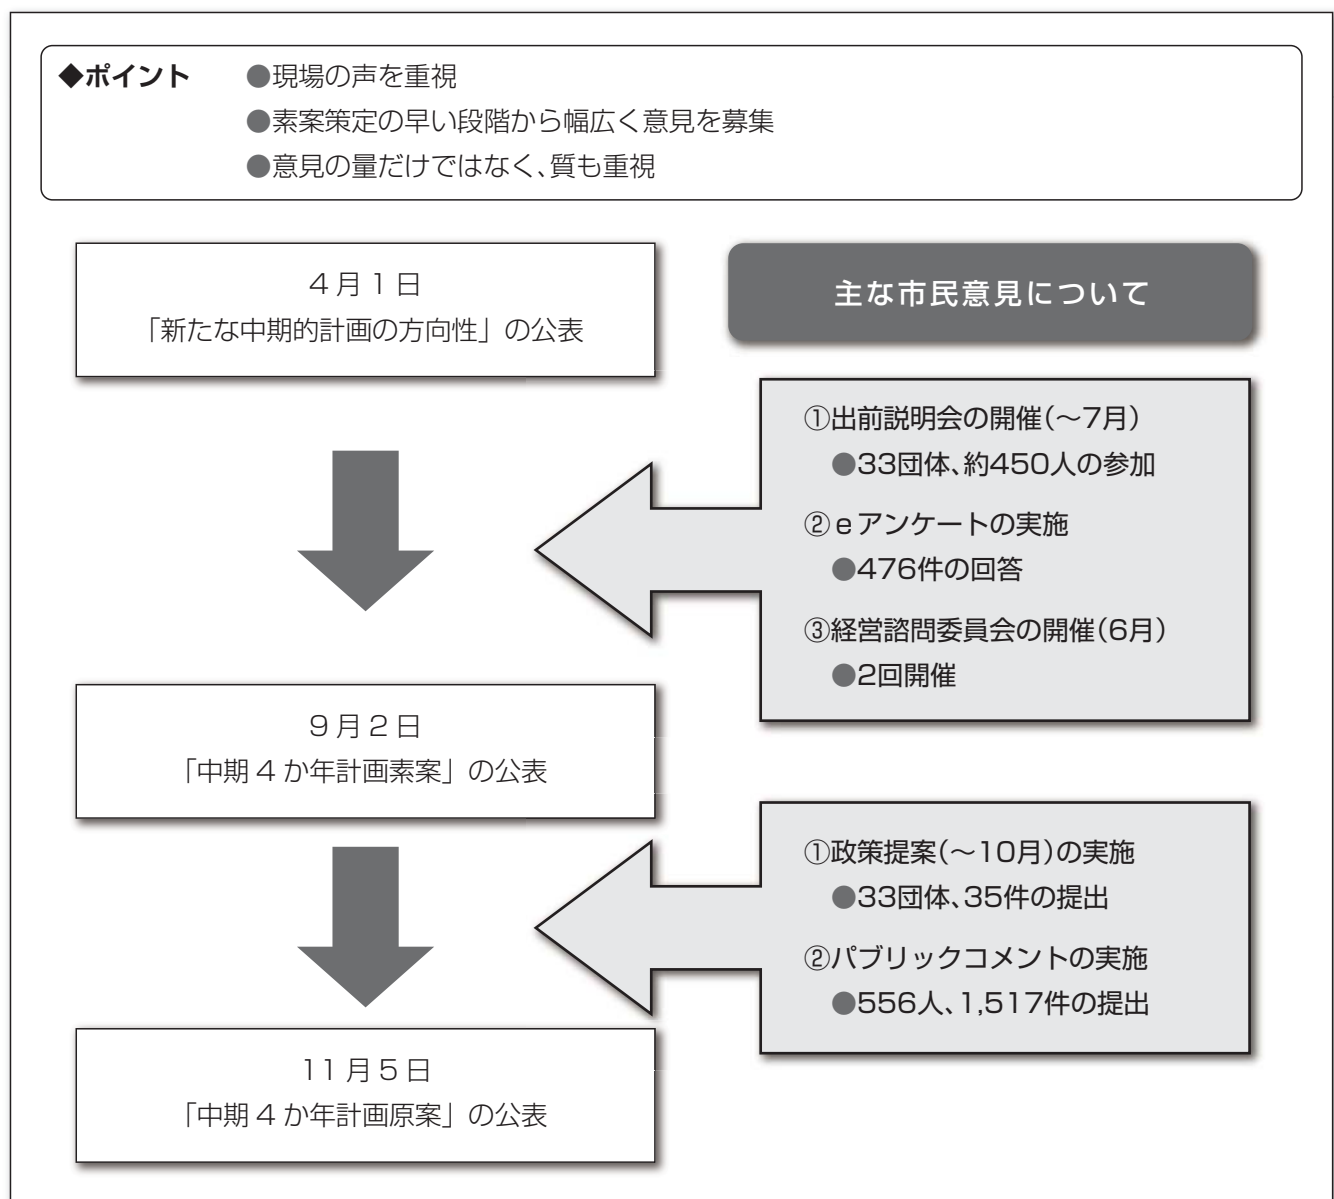 ◆ポイント ●現場の声を重視
●素案策定の早い段階から幅広く意見を募集
●意見の量だけではなく、質も重視
4月1日
「新たな中期的計画の方向性」の公表
主な市民意見について
①出前説明会の開催(～7月)
●33団体、約450人の参加
②eアンケートの実施
●476件の回答
③経営諮問委員会の開催(6月)
●2回開催
9月2日
「中期4か年計画素案」の公表
①政策提案(～10月)の実施
●33団体、35件の提出
②パブリックコメントの実施
●556人、1,517件の提出
11月5日
「中期4か年計画原案」の公表